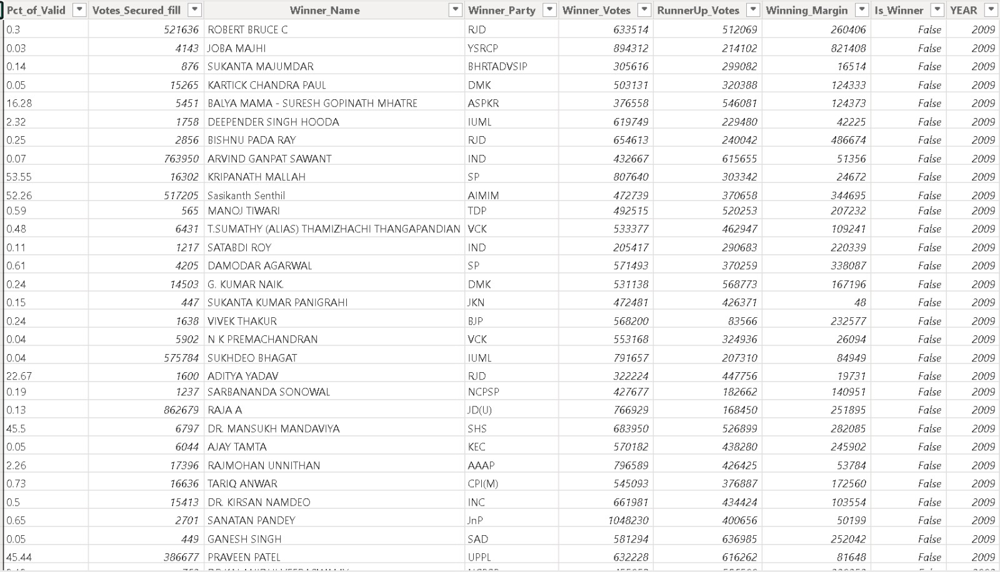 Pct_of_Valid Votes_Secured_fill Winner_Name Winner_Party Winner_Votes RunnerUp_Votes Winning_Margin Is_Winner YEAR
0.3 521636 ROBERT BRUCE C RJD 633514 512069 260406 False 2009
0.03 4143 JOBA MAJHI YSRCP 894312 214102 821408 False 2009
0.14 876 SUKANTA MAJUMDAR BHRTADVSIP 305616 299082 16514 False 2009
0.05 15265 KARTICK CHANDRA PAUL DMK 503131 320388 124333 False 2009
16.28 5451 BALYA MAMA - SURESH GOPINATH MHATRE ASPKR 376558 546081 124373 False 2009
2.32 1758 DEEPENDER SINGH HOODA IUML 619749 229480 42225 False 2009
0.25 2856 BISHNU PADA RAY RJD 654613 240042 486674 False 2009
0.07 763950 ARVIND GANPAT SAWANT IND 432667 615655 51356 False 2009
53.55 16302 KRIPANATH MALLAH SP 807640 303342 24672 False 2009
52.26 517205 Sasikanth Senthil AIMIM 472739 370658 344695 False 2009
0.59 565 MANOJ TIWARI TDP 492515 520253 207232 False 2009
0.48 6431 T.SUMATHY (ALIAS) THAMIZHACHI THANGAPANDIAN VCK 533377 462947 109241 False 2009
0.11 1217 SATABDI ROY IND 205417 290683 220339 False 2009
0.61 4205 DAMODAR AGARWAL SP 571493 370259 338087 False 2009
0.24 14503 G. KUMAR NAIK. DMK 531138 568773 167196 False 2009
0.15 447 SUKANTA KUMAR PANIGRAHI JKN 472481 426371 48 False 2009
0.24 1638 VIVEK THAKUR BJP 568200 83566 232577 False 2009
0.04 5902 N K PREMACHANDRAN VCK 553168 324936 26094 False 2009
0.04 575784 SUKHDEO BHAGAT IUML 791657 207310 84949 False 2009
22.67 1600 ADITYA YADAV RJD 322224 447756 19731 False 2009
0.19 1237 SARBANANDA SONOWAL NCPSP 427677 182662 140951 False 2009
0.13 862679 RAJA A JD(U) 766929 168450 251895 False 2009
45.5 6797 DR. MANSUKH MANDAVIYA SHS 683950 526899 282085 False 2009
0.05 6044 AJAY TAMTA KEC 570182 438280 245902 False 2009
2.26 17396 RAJMOHAN UNNITHAN AAAP 796589 426425 53784 False 2009
0.73 16636 TARIQ ANWAR CPI(M) 545093 376887 172560 False 2009
0.5 15413 DR. KIRSAN NAMDEO INC 661981 434424 103554 False 2009
0.65 2701 SANATAN PANDEY JnP 1048230 400656 50199 False 2009
0.05 449 GANESH SINGH SAD 581294 636985 252042 False 2009
45.44 386677 PRAVEEN PATEL UPPL 632228 616262 81648 False 2009